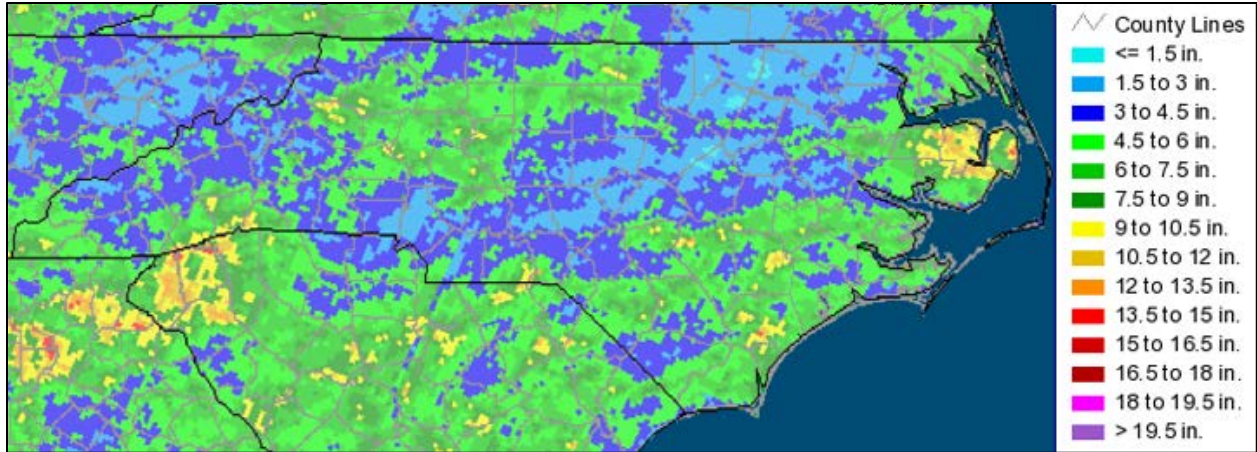 County Lines
<= 1.5 in.
1.5 to 3 in.
3 to 4.5 in.
4.5 to 6 in.
6 to 7.5 in.
7.5 to 9 in.
9 to 10.5 in.
10.5 to 12 in.
12 to 13.5 in.
13.5 to 15 in.
15 to 16.5 in.
16.5 to 18 in.
18 to 19.5 in.
> 19.5 in.